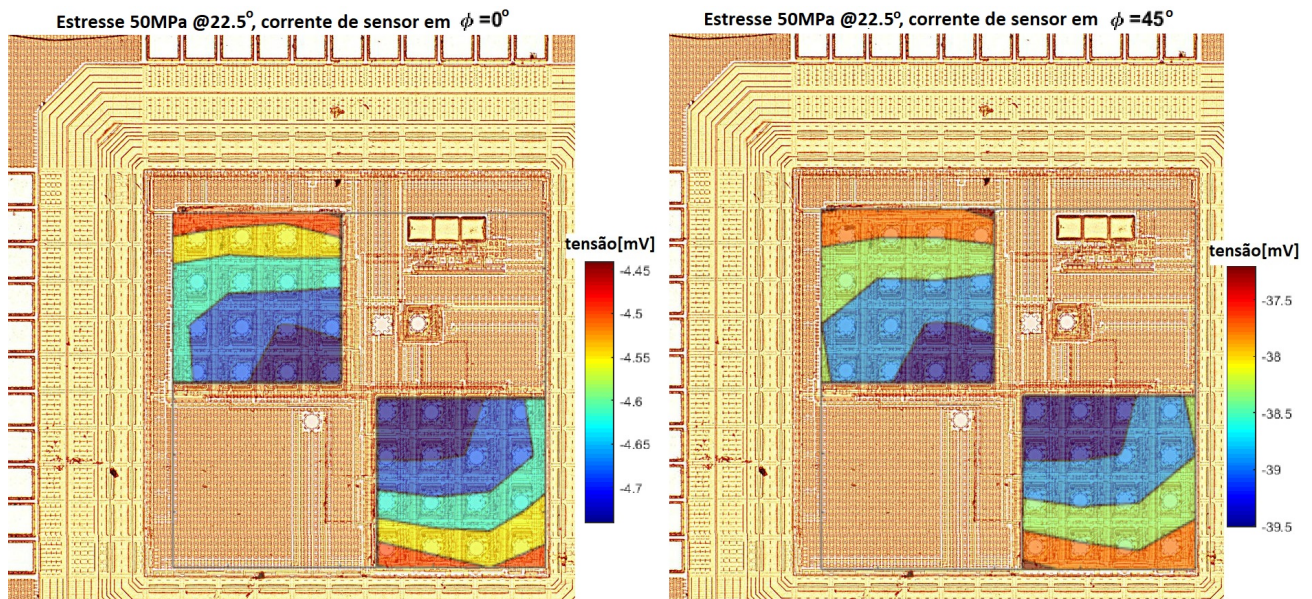 Estresse 50MPa @22.5°, corrente de sensor em ϕ =0°
tensão[mV]
-4.45
-4.5
-4.55
-4.6
-4.65
-4.7
Estresse 50MPa @22.5°, corrente de sensor em ϕ =45°
tensão[mV]
-37.5
-38
-38.5
-39
-39.5